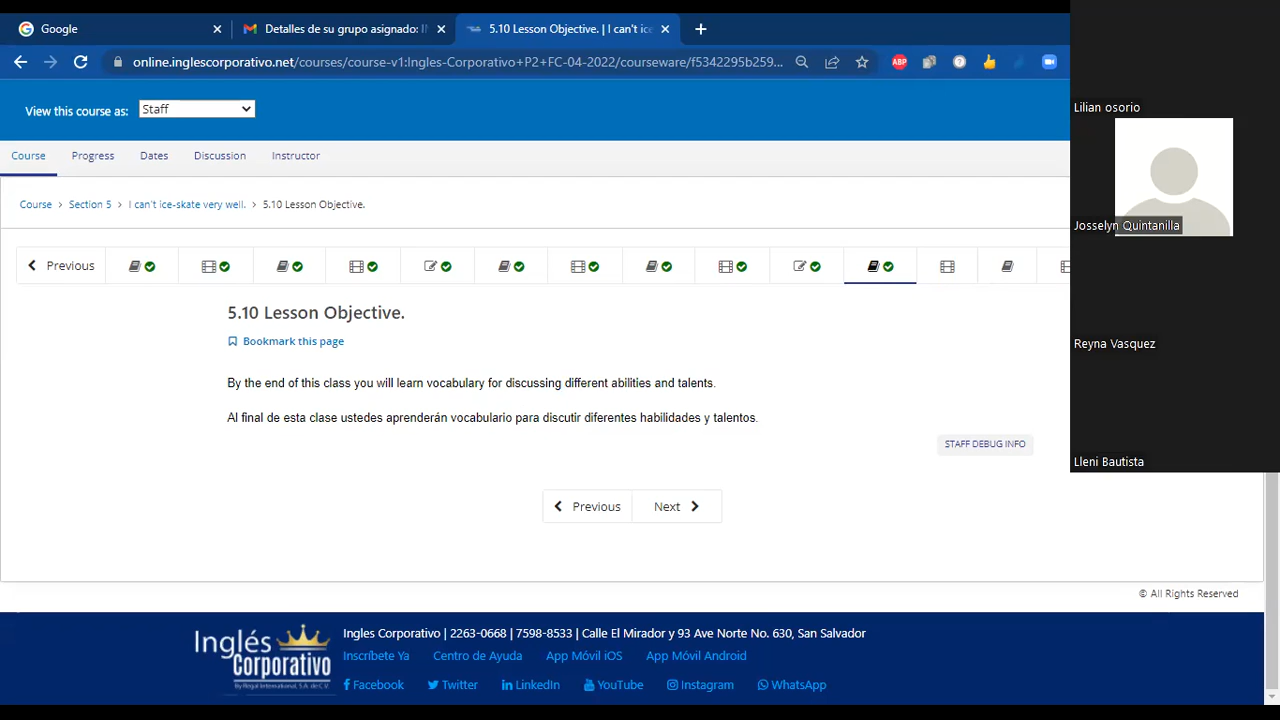 Google
Detalles de su grupo asignado: I
5.10 Lesson Objective. | I can't ice
online.inglescorporativo.net/courses/course-v1:Ingles-Corporativo+P2+FC-04-2022/courseware/f5342295b259...
ABP
View this course as:
Staff
Course
Progress
Dates
Discussion
Instructor
Course > Section 5 > I can't ice-skate very well. > 5.10 Lesson Objective.
Previous
5.10 Lesson Objective.
Bookmark this page
By the end of this class you will learn vocabulary for discussing different abilities and talents.
Al final de esta clase ustedes aprenderán vocabulario para discutir diferentes habilidades y talentos.
STAFF DEBUG INFO
Previous
Next
© All Rights Reserved
Inglés
Corporativo
By Regal International, S.A. de C.V.
Ingles Corporativo | 2263-0668 | 7598-8533 | Calle El Mirador y 93 Ave Norte No. 630, San Salvador
Inscríbete Ya
Centro de Ayuda
App Móvil iOS
App Móvil Android
Facebook
Twitter
LinkedIn
YouTube
Instagram
WhatsApp
Lilian osorio
Josselyn Quintanilla
Reyna Vasquez
Lleni Bautista